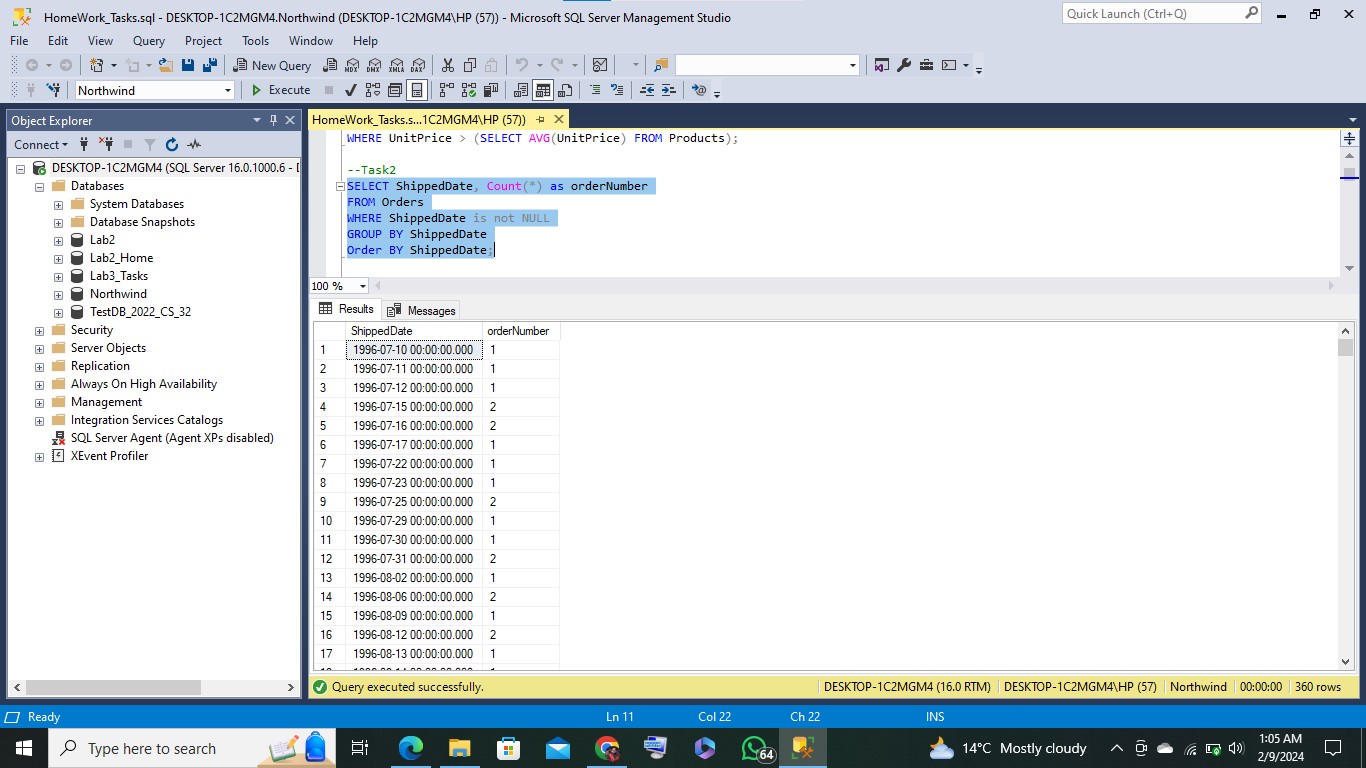 HomeWork_Tasks.sql - DESKTOP-1C2MGM4.Northwind (DESKTOP-1C2MGM4\HP (57)) - Microsoft SQL Server Management Studio
Quick Launch (Ctrl+Q)
File Edit View Query Project Tools Window Help
New Query
MDX DMX XMLA DAX
Northwind
Execute
Object Explorer
HomeWork_Tasks.s...1C2MGM4\HP (57))
Connect
DESKTOP-1C2MGM4 (SQL Server 16.0.1000.6 - D
Databases
System Databases
Database Snapshots
Lab2
Lab2_Home
Lab3_Tasks
Northwind
TestDB_2022_CS_32
Security
Server Objects
Replication
Always On High Availability
Management
Integration Services Catalogs
SQL Server Agent (Agent XPs disabled)
XEvent Profiler
WHERE UnitPrice > (SELECT AVG(UnitPrice) FROM Products);
--Task2
SELECT ShippedDate, Count(*) as orderNumber
FROM Orders
WHERE ShippedDate is not NULL
GROUP BY ShippedDate
Order BY ShippedDate;
100 %
Results Messages
ShippedDate orderNumber
1 1996-07-10 00:00:00.000 1
2 1996-07-11 00:00:00.000 1
3 1996-07-12 00:00:00.000 1
4 1996-07-15 00:00:00.000 2
5 1996-07-16 00:00:00.000 2
6 1996-07-17 00:00:00.000 1
7 1996-07-22 00:00:00.000 1
8 1996-07-23 00:00:00.000 1
9 1996-07-25 00:00:00.000 2
10 1996-07-29 00:00:00.000 1
11 1996-07-30 00:00:00.000 1
12 1996-07-31 00:00:00.000 2
13 1996-08-02 00:00:00.000 1
14 1996-08-06 00:00:00.000 2
15 1996-08-09 00:00:00.000 1
16 1996-08-12 00:00:00.000 2
17 1996-08-13 00:00:00.000 1
Query executed successfully.
DESKTOP-1C2MGM4 (16.0 RTM) DESKTOP-1C2MGM4\HP (57) Northwind 00:00:00 360 rows
Ready
Ln 11 Col 22 Ch 22 INS
Type here to search
64
14°C Mostly cloudy
1:05 AM
2/9/2024